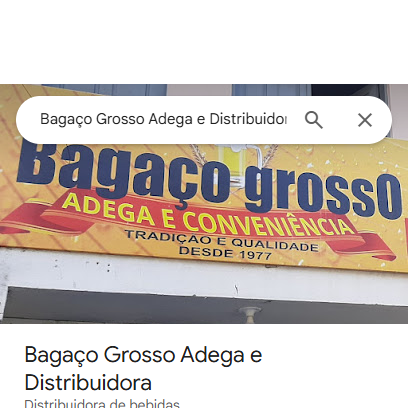 Bagaço Grosso Adega e Distribuidor
Bagaço grosso
ADEGA E CONVENIÊNCIA
TRADIÇÃO E QUALIDADE
DESDE 1977
Bagaço Grosso Adega e
Distribuidora
Distribuidora de bebidas